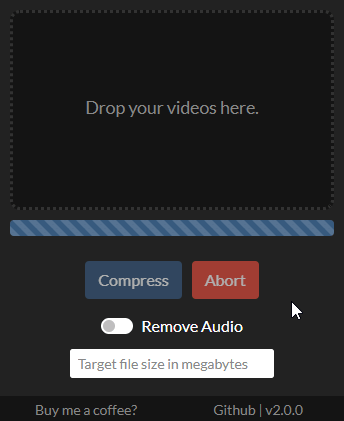 Drop your videos here.
Compress Abort
Remove Audio
Target file size in megabytes
Buy me a coffee? Github | v2.0.0